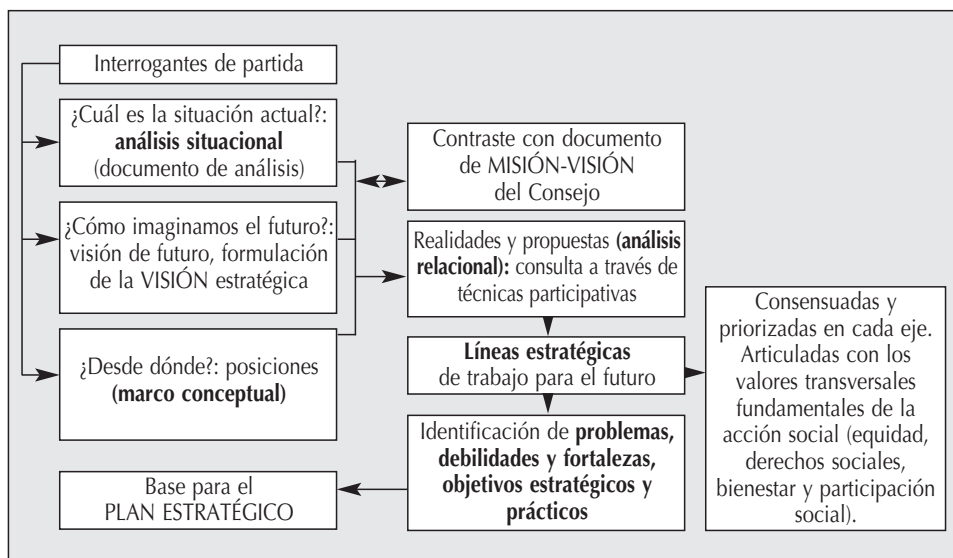 Interrogantes de partida
¿Cuál es la situación actual?:
análisis situacional
(documento de análisis)
¿Cómo imaginamos el futuro?:
visión de futuro, formulación
de la VISIÓN estratégica
¿Desde dónde?: posiciones
(marco conceptual)
Base para el
PLAN ESTRATÉGICO
Contraste con documento
de MISIÓN-VISIÓN
del Consejo
Realidades y propuestas (análisis
relacional): consulta a través de
técnicas participativas
Líneas estratégicas
de trabajo para el futuro
Identificación de problemas,
debilidades y fortalezas,
objetivos estratégicos y
prácticos
Consensuadas y
priorizadas en cada eje.
Articuladas con los
valores transversales
fundamentales de la
acción social (equidad,
derechos sociales,
bienestar y participación
social).